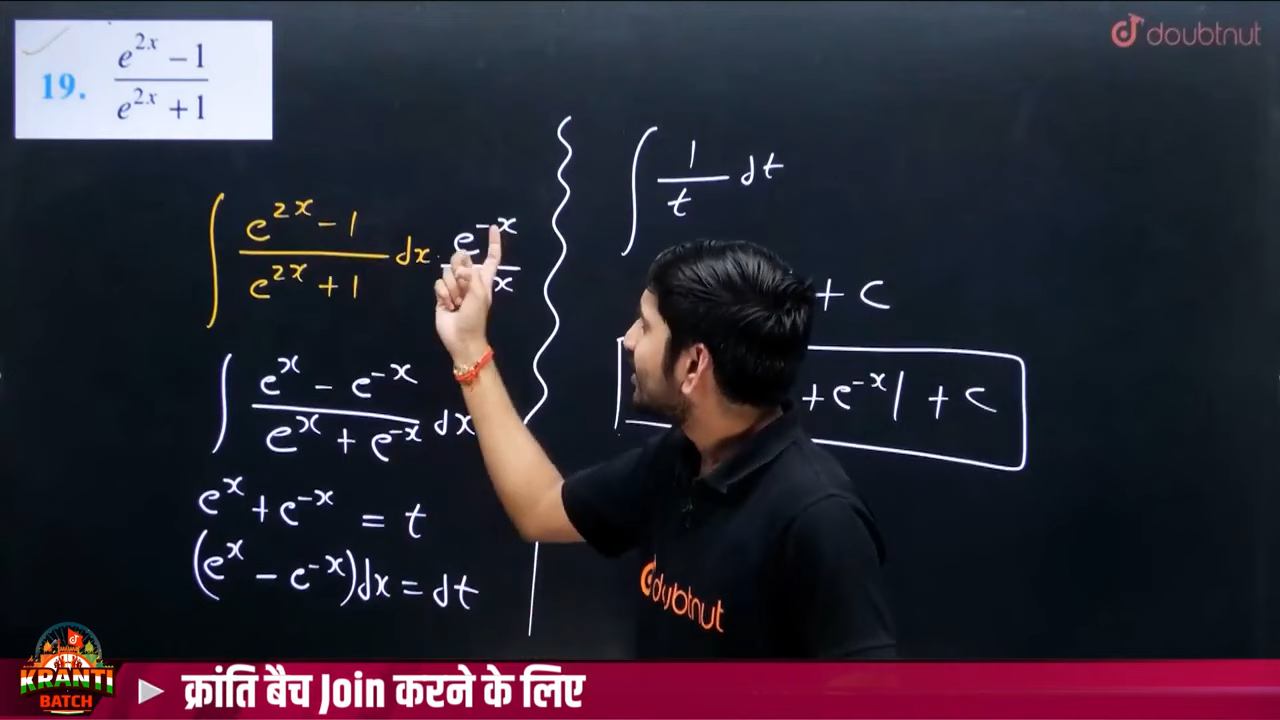 19. e^{2x} - 1 / e^{2x} + 1
doubtnut
∫ e^{2x} - 1 / e^{2x} + 1 dx · e^{-x} / x
∫ e^x - e^{-x} / e^x + e^{-x} dx
e^x + e^{-x} = t
(e^x - e^{-x})dx = dt
∫ 1/t dt
+ c
+ e^{-x}| + c
doubtnut
KRANTI
BATCH
क्रांति बैच Join करने के लिए